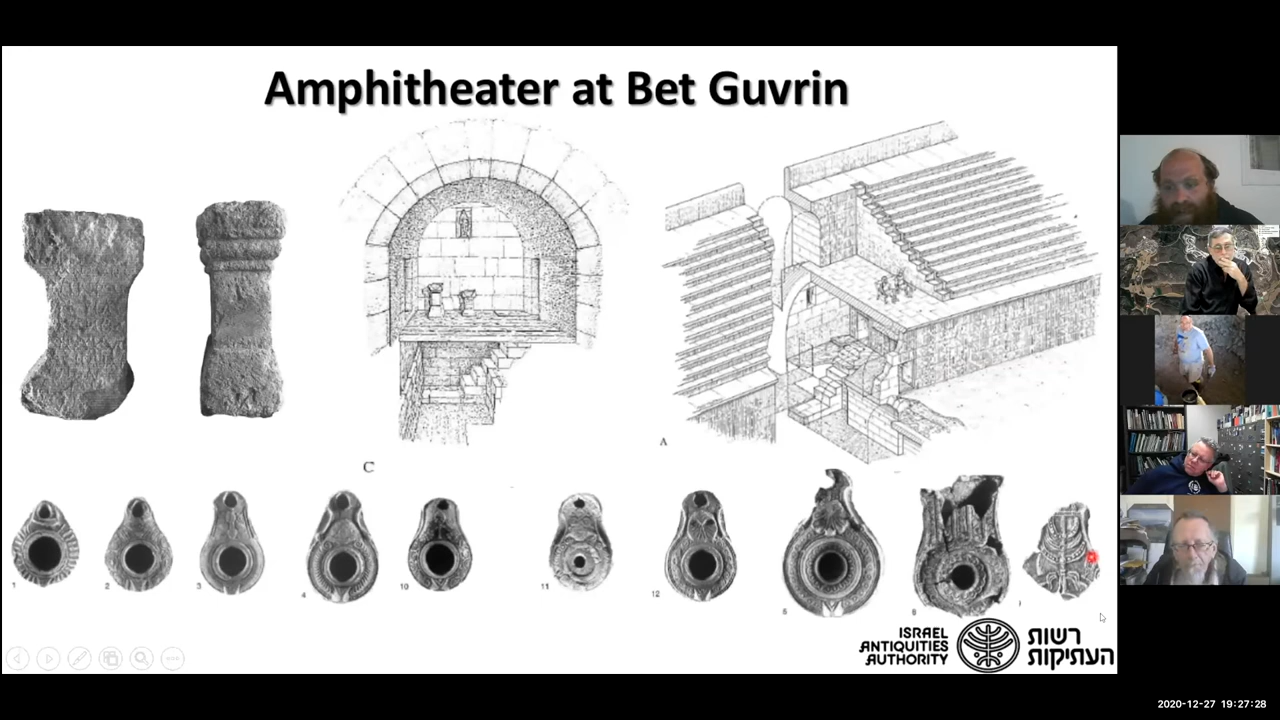 Amphitheater at Bet Guvrin
A
C
1
2
3
4
10
11
12
5
6
ISRAEL
ANTIQUITIES
AUTHORITY
רשות
העתיקות
2020-12-27 19:27:28